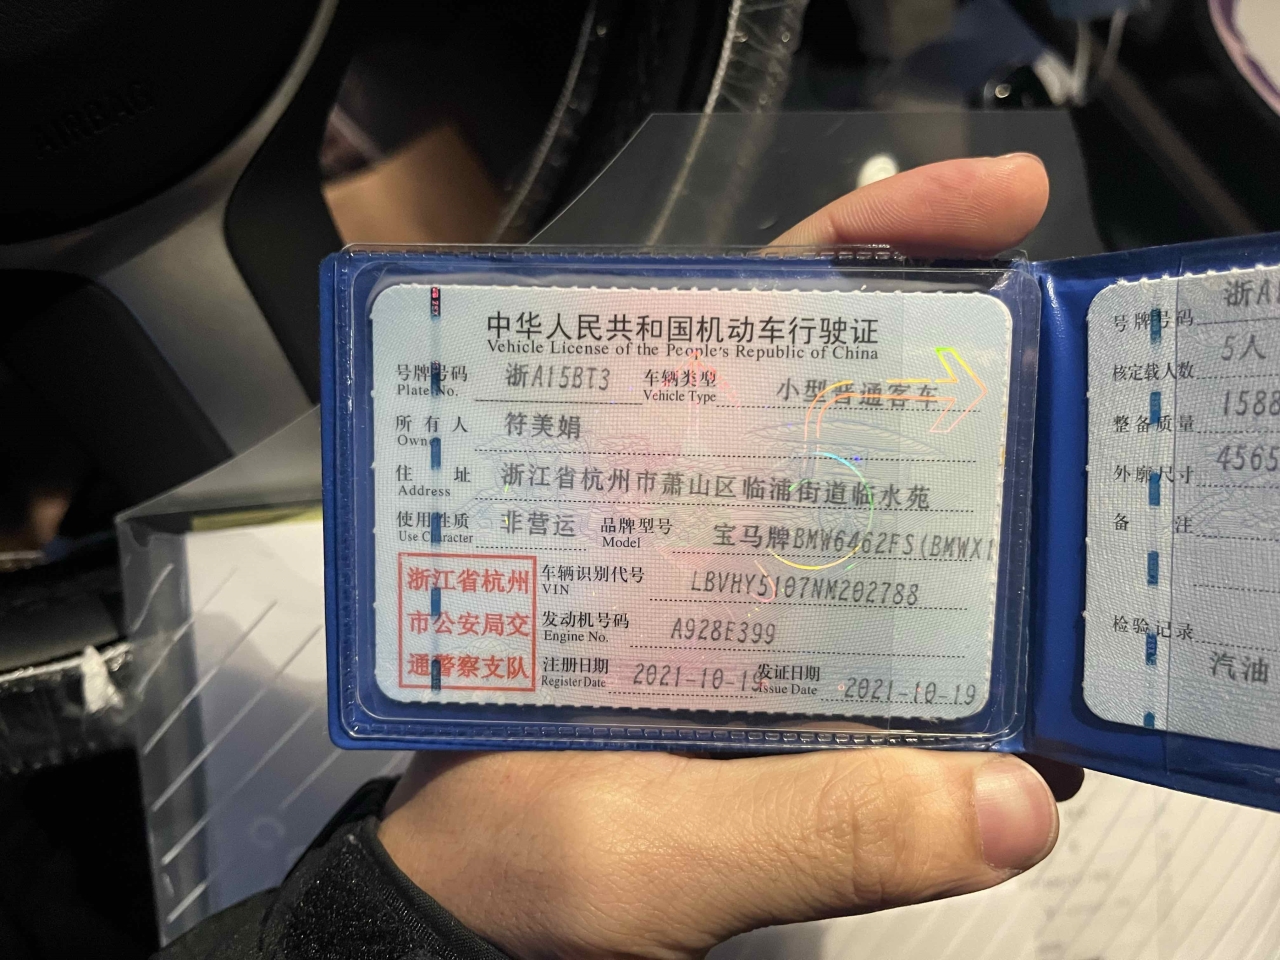 AIRBAG
中华人民共和国机动车行驶证
Vehicle License of the People's Republic of China
号牌号码 浙A15BT3 车辆类型 小型普通客车
Plate No. Vehicle Type
所有人 符美娟
Owner
住址 浙江省杭州市萧山区临浦街道临水苑
Address
使用性质 非营运 品牌型号 宝马牌BMW6462FS(BMWX1
Use Character Model
浙江省杭州
市公安局交
通警察支队
车辆识别代号 LBVHY5107NM202788
VIN
发动机号码 A928E399
Engine No.
注册日期 2021-10-19 发证日期 2021-10-19
Register Date Issue Date
号牌号码 浙A
核定载人数 5人
整备质量 1588
外廓尺寸 4565
备注
检验记录
汽油